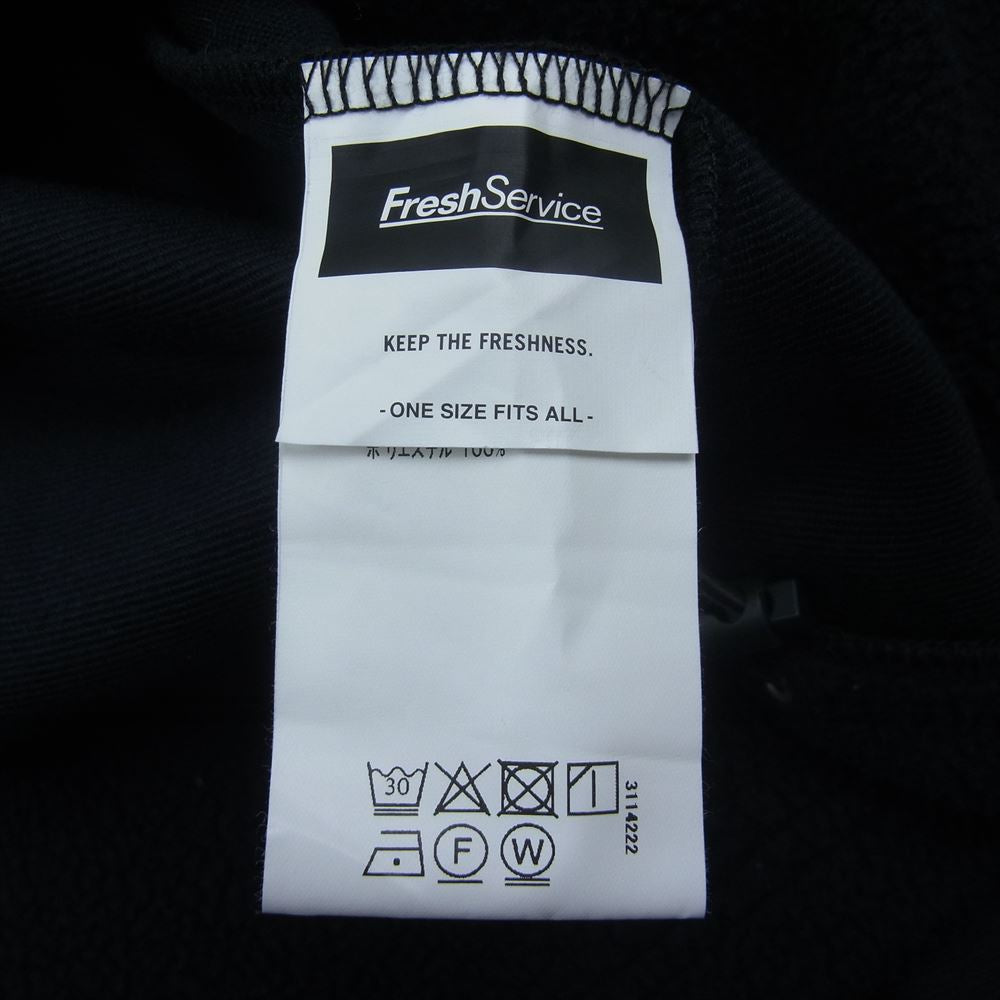 FreshService
KEEP THE FRESHNESS.
-ONE SIZE FITS ALL-
ポリエステル 100%
30
3114222
F
W